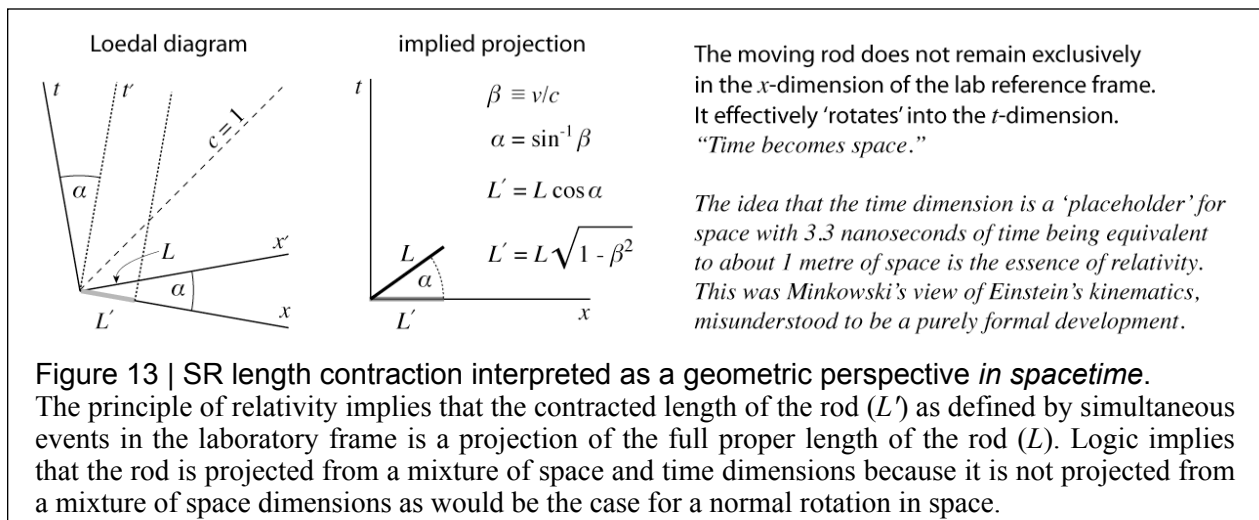 Loedal diagram
t
t′
c = 1
α
L
x′
α
x
L′
implied projection
t
β ≡ v/c
α = sin⁻¹ β
L′ = L cos α
L′ = L√1 - β²
L
α
L′
x
The moving rod does not remain exclusively
in the x-dimension of the lab reference frame.
It effectively ‘rotates’ into the t-dimension.
“Time becomes space.”
The idea that the time dimension is a ‘placeholder’ for
space with 3.3 nanoseconds of time being equivalent
to about 1 metre of space is the essence of relativity.
This was Minkowski’s view of Einstein’s kinematics,
misunderstood to be a purely formal development.
Figure 13 | SR length contraction interpreted as a geometric perspective in spacetime.
The principle of relativity implies that the contracted length of the rod (L′) as defined by simultaneous
events in the laboratory frame is a projection of the full proper length of the rod (L). Logic implies
that the rod is projected from a mixture of space and time dimensions because it is not projected from
a mixture of space dimensions as would be the case for a normal rotation in space.